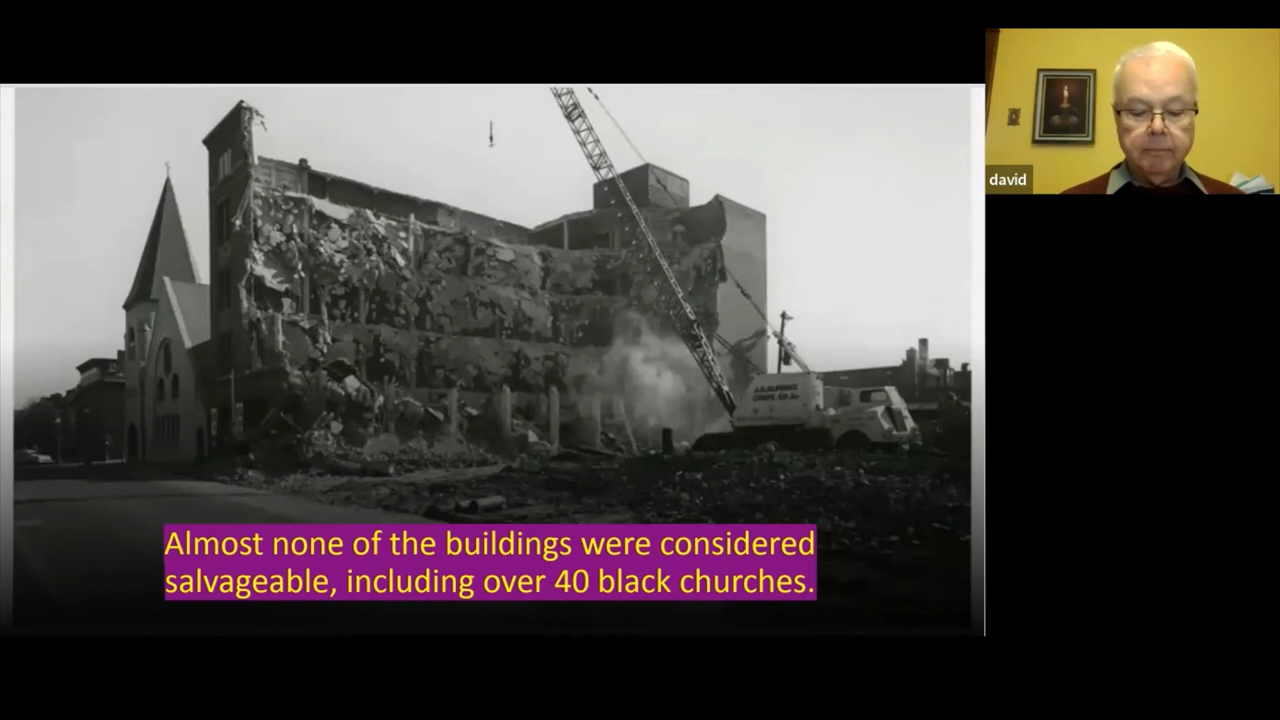 Almost none of the buildings were considered
salvageable, including over 40 black churches.
david